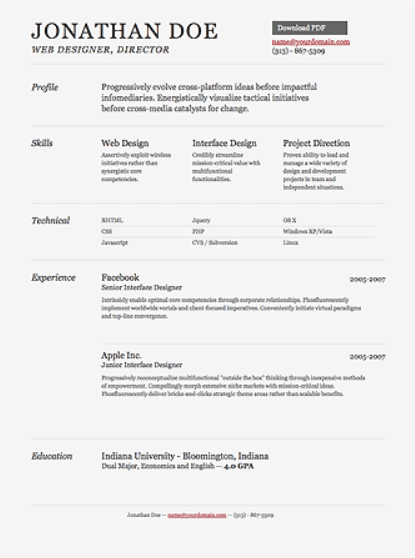 JONATHAN DOE
WEB DESIGNER, DIRECTOR
Download PDF
name@yourdomain.com
(313) - 867-5309
Profile
Progressively evolve cross-platform ideas before impactful
infomediaries. Energistically visualize tactical initiatives
before cross-media catalysts for change.
Skills
Web Design
Assertively exploit wireless
initiatives rather than
synergistic core
competencies.
Interface Design
Credibly streamline
mission-critical value with
multifunctional
functionalities.
Project Direction
Proven ability to lead and
manage a wide variety of
design and development
projects in team and
independent situations.
Technical
XHTML
Jquery
OS X
CSS
PHP
Windows XP/Vista
Javascript
CVS / Subversion
Linux
Experience
Facebook
2005-2007
Senior Interface Designer
Intrinsicly enable optimal core competencies through corporate relationships. Phosfluorescently
implement worldwide vortals and client-focused imperatives. Conveniently initiate virtual paradigms
and top-line convergence.
Apple Inc.
2005-2007
Junior Interface Designer
Progressively reconceptualize multifunctional "outside the box" thinking through inexpensive methods
of empowerment. Compellingly morph extensive niche markets with mission-critical ideas.
Phosfluorescently deliver bricks-and-clicks strategic theme areas rather than scalable benefits.
Education
Indiana University - Bloomington, Indiana
Dual Major, Economics and English — 4.0 GPA
Jonathan Doe — name@yourdomain.com — (313) - 867-5309